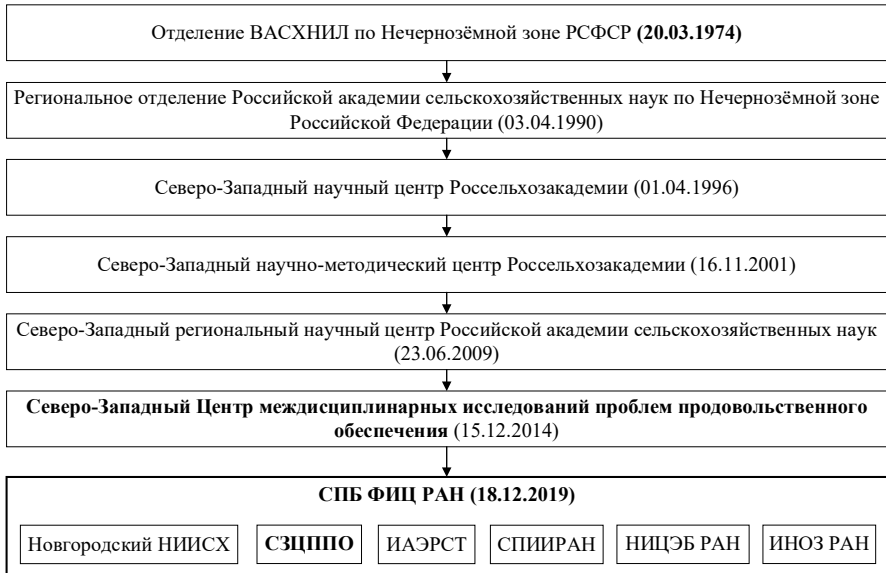 Отделение ВАСХНИЛ по Нечернозёмной зоне РСФСР (20.03.1974)
Региональное отделение Российской академии сельскохозяйственных наук по Нечернозёмной зоне
Российской Федерации (03.04.1990)
Северо-Западный научный центр Россельхозакадемии (01.04.1996)
Северо-Западный научно-методический центр Россельхозакадемии (16.11.2001)
Северо-Западный региональный научный центр Российской академии сельскохозяйственных наук
(23.06.2009)
Северо-Западный Центр междисциплинарных исследований проблем продовольственного
обеспечения (15.12.2014)
СПБ ФИЦ РАН (18.12.2019)
Новгородский НИИСХ СЗЦППО ИАЭРСТ СПИИРАН НИЦЭБ РАН ИНОЗ РАН